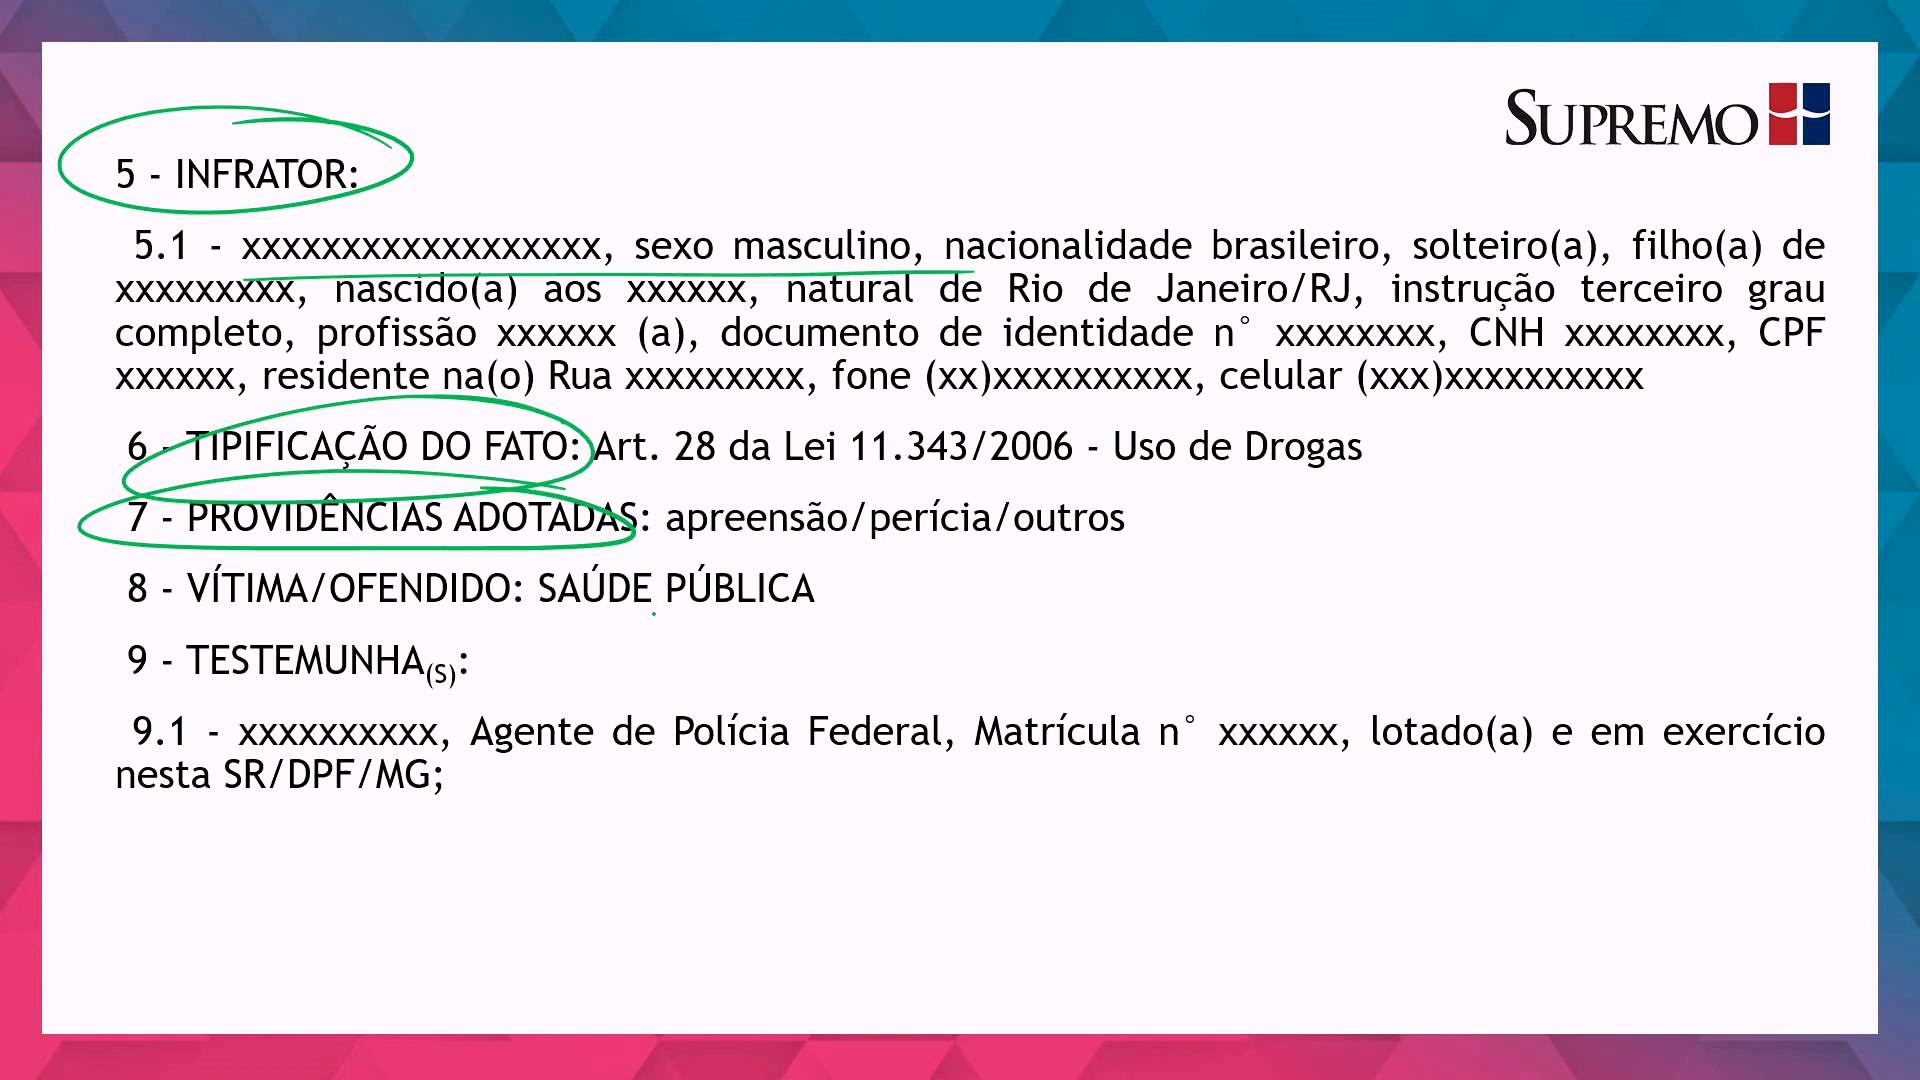 SUPREMO
5 - INFRATOR:
5.1 - xxxxxxxxxxxxxxxxxx, sexo masculino, nacionalidade brasileiro, solteiro(a), filho(a) de
xxxxxxxxx, nascido(a) aos xxxxxx, natural de Rio de Janeiro/RJ, instrução terceiro grau
completo, profissão xxxxxx (a), documento de identidade n° xxxxxxxx, CNH xxxxxxxx, CPF
xxxxxx, residente na(o) Rua xxxxxxxxx, fone (xx)xxxxxxxxxx, celular (xxx)xxxxxxxxxx
6 - TIPIFICAÇÃO DO FATO: Art. 28 da Lei 11.343/2006 - Uso de Drogas
7 - PROVIDÊNCIAS ADOTADAS: apreensão/perícia/outros
8 - VÍTIMA/OFENDIDO: SAÚDE PÚBLICA
9 - TESTEMUNHA(S):
9.1 - xxxxxxxxxx, Agente de Polícia Federal, Matrícula n° xxxxxx, lotado(a) e em exercício
nesta SR/DPF/MG;